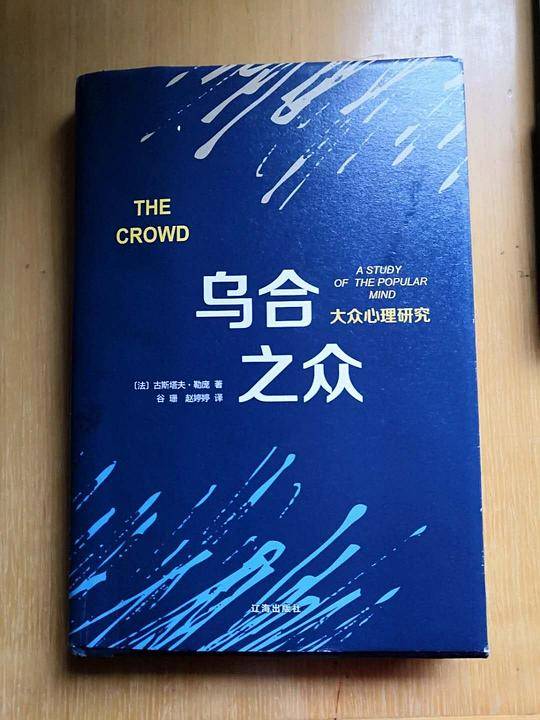 THE
CROWD
A STUDY
OF THE POPULAR
MIND
乌合
大众心理研究
之众
〔法〕古斯塔夫·勒庞 著
谷 珊 赵婷婷 译
辽海出版社